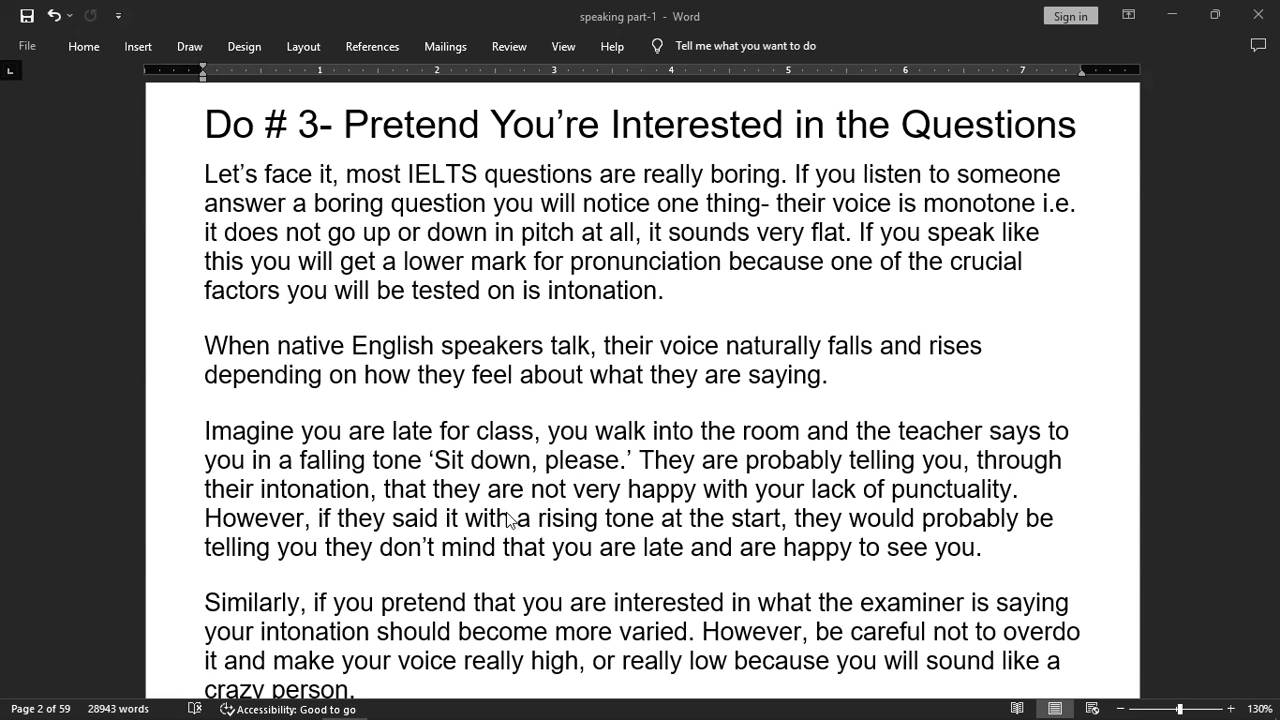 speaking part-1 - Word
Sign in
File Home Insert Draw Design Layout References Mailings Review View Help Tell me what you want to do
1 2 3 4 5 6 7
Do # 3- Pretend You’re Interested in the Questions
Let’s face it, most IELTS questions are really boring. If you listen to someone
answer a boring question you will notice one thing- their voice is monotone i.e.
it does not go up or down in pitch at all, it sounds very flat. If you speak like
this you will get a lower mark for pronunciation because one of the crucial
factors you will be tested on is intonation.
When native English speakers talk, their voice naturally falls and rises
depending on how they feel about what they are saying.
Imagine you are late for class, you walk into the room and the teacher says to
you in a falling tone ‘Sit down, please.’ They are probably telling you, through
their intonation, that they are not very happy with your lack of punctuality.
However, if they said it with a rising tone at the start, they would probably be
telling you they don’t mind that you are late and are happy to see you.
Similarly, if you pretend that you are interested in what the examiner is saying
your intonation should become more varied. However, be careful not to overdo
it and make your voice really high, or really low because you will sound like a
crazy person.
Page 2 of 59 28943 words Accessibility: Good to go 130%